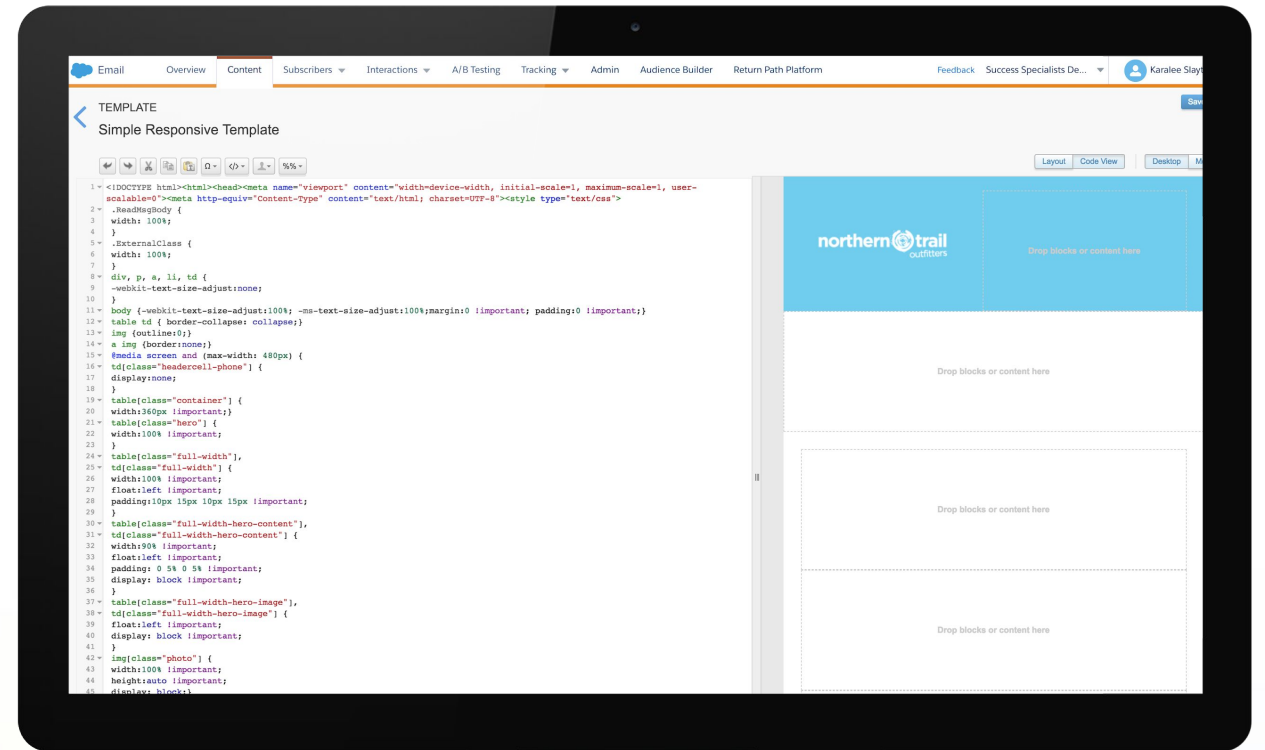 Email Overview Content Subscribers Interactions A/B Testing Tracking Admin Audience Builder Return Path Platform Feedback Success Specialists De... Karalee
TEMPLATE
Simple Responsive Template
Ω </> %%
Layout Code View Desktop
1 <!DOCTYPE html><html><head><meta name="viewport" content="width=device-width, initial-scale=1, maximum-scale=1, user-
scalable=0"><meta http-equiv="Content-Type" content="text/html; charset=UTF-8"><style type="text/css">
2 .ReadMsgBody {
3 width: 100%;
4 }
5 .ExternalClass {
6 width: 100%;
7 }
8 div, p, a, li, td {
9 -webkit-text-size-adjust:none;
10 }
11 body {-webkit-text-size-adjust:100%; -ms-text-size-adjust:100%;margin:0 !important; padding:0 !important;}
12 table td { border-collapse: collapse;}
13 img {outline:0;}
14 a img {border:none;}
15 @media screen and (max-width: 480px) {
16 td[class="headercell-phone"] {
17 display:none;
18 }
19 table[class="container"] {
20 width:360px !important;}
21 table[class="hero"] {
22 width:100% !important;
23 }
24 table[class="full-width"],
25 td[class="full-width"] {
26 width:100% !important;
27 float:left !important;
28 padding:10px 15px 10px 15px !important;
29 }
30 table[class="full-width-hero-content"],
31 td[class="full-width-hero-content"] {
32 width:90% !important;
33 float:left !important;
34 padding: 0 5% 0 5% !important;
35 display: block !important;
36 }
37 table[class="full-width-hero-image"],
38 td[class="full-width-hero-image"] {
39 float:left !important;
40 display: block !important;
41 }
42 img[class="photo"] {
43 width:100% !important;
44 height:auto !important;
45 display: block;}
northern trail
outfitters
Drop blocks or content here
Drop blocks or content here
Drop blocks or content here
Drop blocks or content here